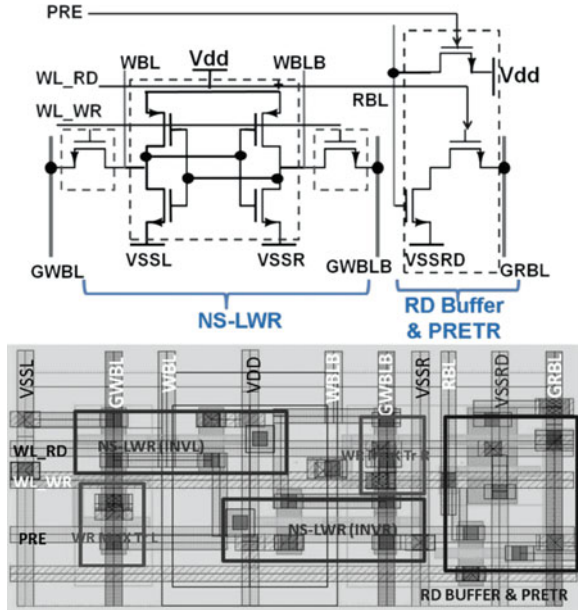 PRE
Vdd
WBL
WBLB
Vdd
WL_RD
RBL
WL_WR
VSSL
VSSR
VSSRD
GWBL
GWBLB
GRBL
NS-LWR
RD Buffer
& PRETR
VSSL
GWBL
WBL
VDD
WBLB
GWBLB
VSSR
RBL
VSSRD
GRBL
WL_RD
NS-LWR (INVL)
WL_WR
PRE
NS-LWR (INVR)
RD BUFFER & PRETR